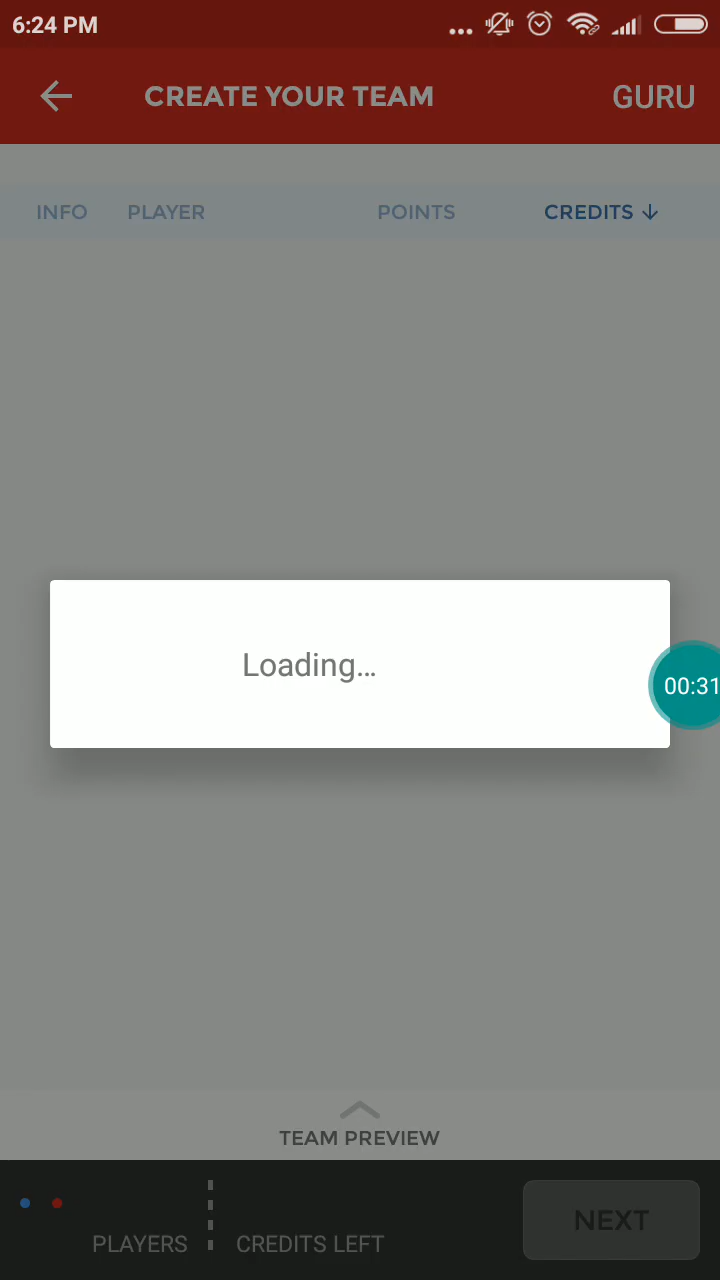 6:24 PM
CREATE YOUR TEAM GURU
INFO PLAYER POINTS CREDITS
Loading...
00:31
TEAM PREVIEW
PLAYERS CREDITS LEFT NEXT